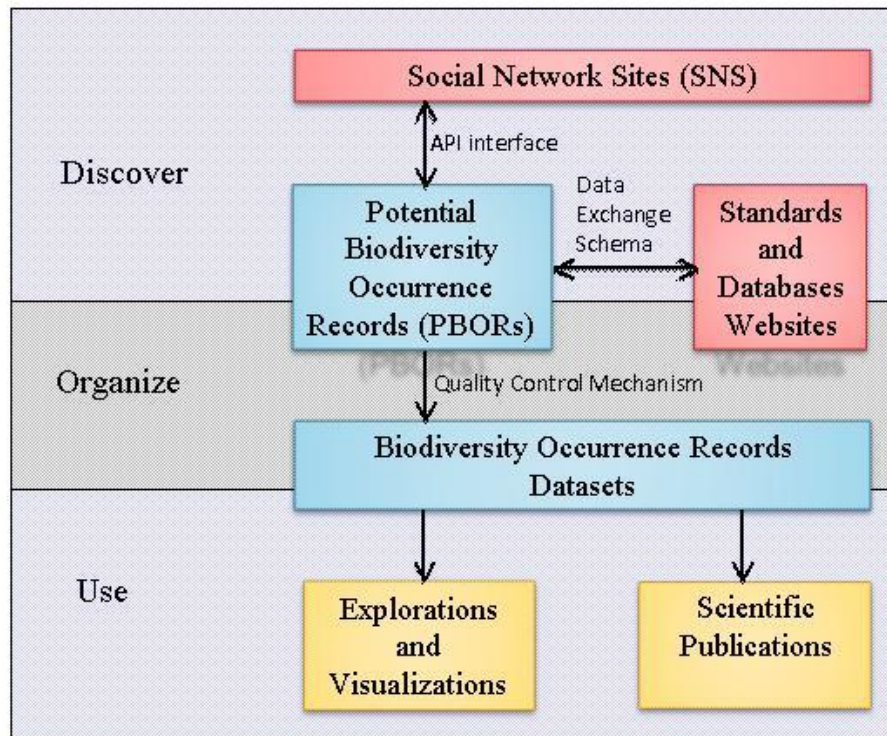 Social Network Sites (SNS)
API interface
Discover
Potential
Biodiversity
Occurrence
Records (PBORs)
Data
Exchange
Schema
Standards
and
Databases
Websites
(PBORs)
Websites
Organize
Quality Control Mechanism
Biodiversity Occurrence Records
Datasets
Use
Explorations
and
Visualizations
Scientific
Publications